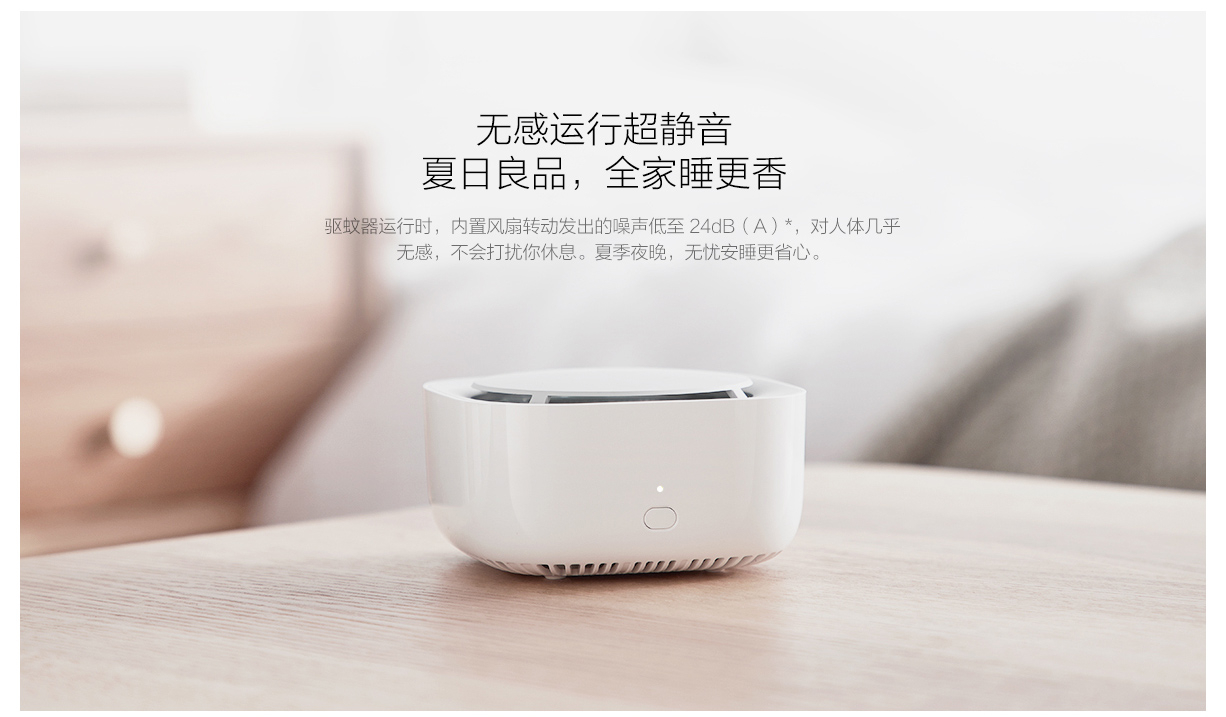 无感运行超静音
夏日良品，全家睡更香
驱蚊器运行时，内置风扇转动发出的噪声低至 24dB（A）*，对人体几乎
无感，不会打扰你休息。夏季夜晚，无忧安睡更省心。